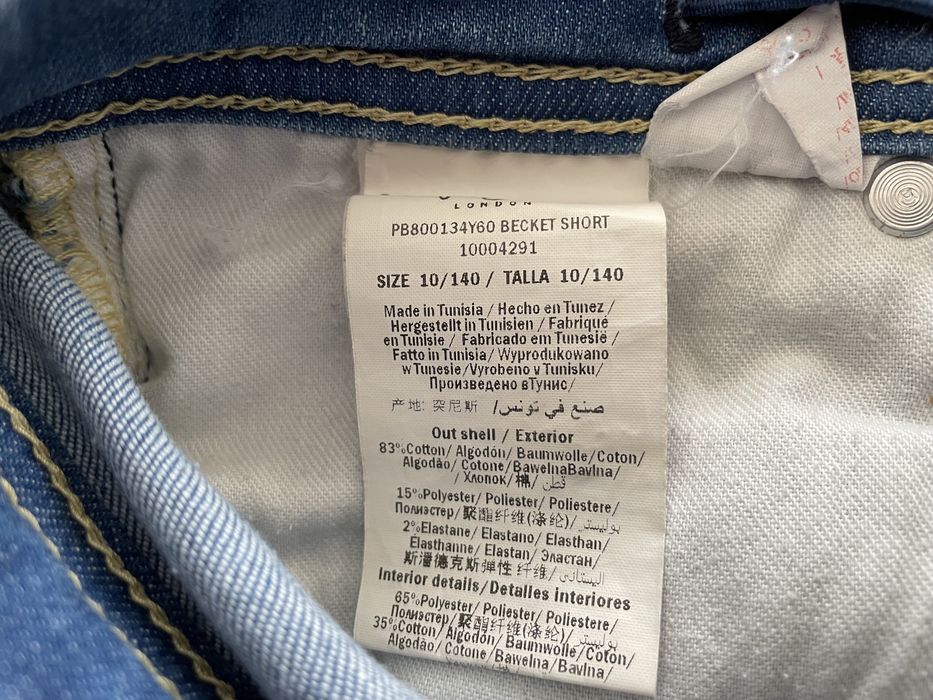 LONDON
PB800134Y60 BECKET SHORT
10004291
SIZE 10/140 / TALLA 10/140
Made in Tunisia / Hecho en Tunez /
Hergestellt in Tunisien / Fabriqué
en Tunisie / Fabricado em Tunesië /
Fatto in Tunisia / Wyprodukowano
w Tunesie/Vyrobeno v Tunisku/
Произведено вТунис/
产地: 突尼斯 /صنع في تونس
Out shell / Exterior
83%Cotton/ Algodón/ Baumwolle/Coton/
Algodão/ Cotone/BawelnaBavlna/
/ Хлопок/棉/ قطن
15%Polyester/ Poliester/ Poliestere/
Полиэстер/聚酯纤维(涤纶)/ بوليستر
2%Elastane/ Elastano/ Elasthan/
Élasthanne/ Elastan/ Эластан/
斯潘德克斯弹性 纤维/
Interior details/Detalles interiores
65%Polyester/ Poliester/ Poliestere/
Полиэстер/聚酯纤维(涤纶)/ بوليستر
35%Cotton/ Algodón/ Baumwolle/Coton/
Algodão/ Cotone/ Bawelna/Bavlna/